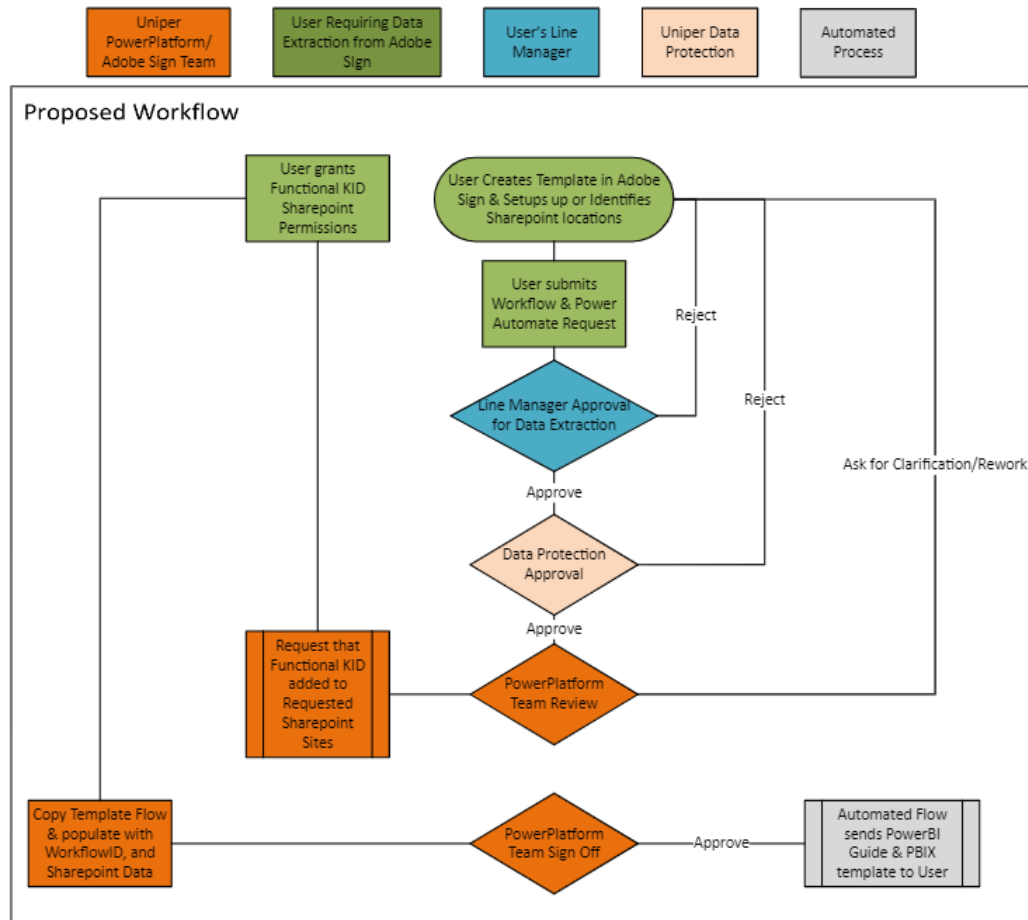 Uniper
PowerPlatform/
Adobe Sign Team
User Requiring Data
Extraction from Adobe
SIgn
User's Line
Manager
Uniper Data
Protection
Automated
Process
Proposed Workflow
User grants
Functional KID
Sharepoint
Permissions
User Creates Template in Adobe
Sign & Setups up or Identifies
Sharepoint locations
User submits
Workflow & Power
Automate Request
Reject
Line Manager Approval
for Data Extraction
Reject
Ask for Clarification/Rework
Approve
Data Protection
Approval
Approve
Request that
Functional KID
added to
Requested
Sharepoint
Sites
PowerPlatform
Team Review
Copy Template Flow
& populate with
WorkflowID, and
Sharepoint Data
PowerPlatform
Team Sign Off
Approve
Automated Flow
sends PowerBI
Guide & PBIX
template to User